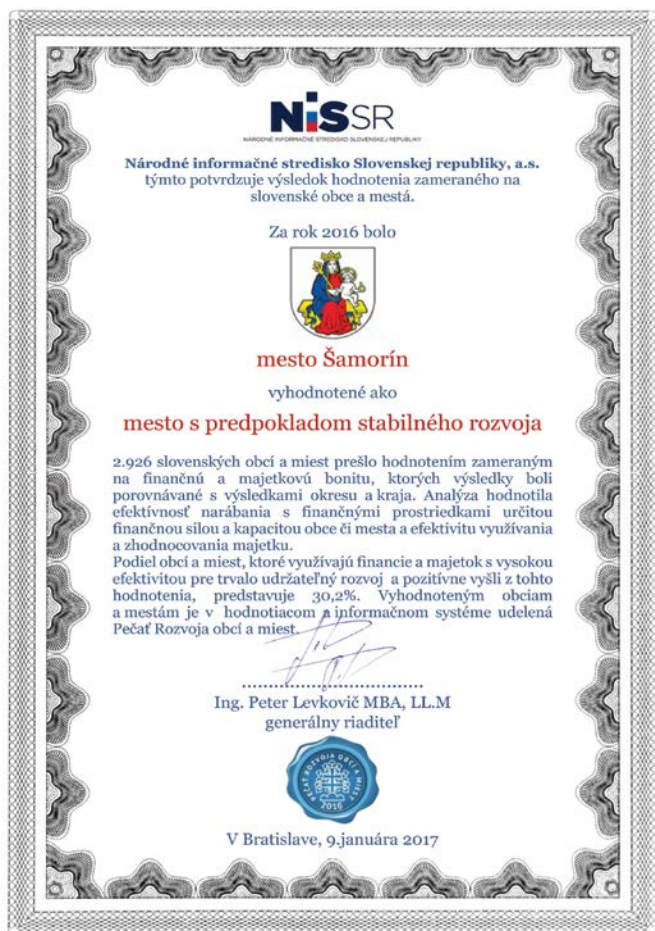 NiSSR
NÁRODNÉ INFORMAČNÉ STREDISKO SLOVENSKEJ REPUBLIKY
Národné informačné stredisko Slovenskej republiky, a.s.
týmto potvrdzuje výsledok hodnotenia zameraného na
slovenské obce a mestá.
Za rok 2016 bolo
mesto Šamorín
vyhodnotené ako
mesto s predpokladom stabilného rozvoja
2.926 slovenských obcí a miest prešlo hodnotením zameraným
na finančnú a majetkovú bonitu, ktorých výsledky boli
porovnávané s výsledkami okresu a kraja. Analýza hodnotila
efektívnosť narábania s finančnými prostriedkami určitou
finančnou silou a kapacitou obce či mesta a efektivitu využívania
a zhodnocovania majetku.
Podiel obcí a miest, ktoré využívajú financie a majetok s vysokou
efektivitou pre trvalo udržateľný rozvoj a pozitívne vyšli z tohto
hodnotenia, predstavuje 30,2%. Vyhodnoteným obciam
a mestám je v hodnotiacom a informačnom systéme udelená
Pečať Rozvoja obcí a miest.
Ing. Peter Levkovič MBA, LL.M
generálny riaditeľ
PEČAŤ ROZVOJA OBCÍ A MIEST
2016
V Bratislave, 9.januára 2017